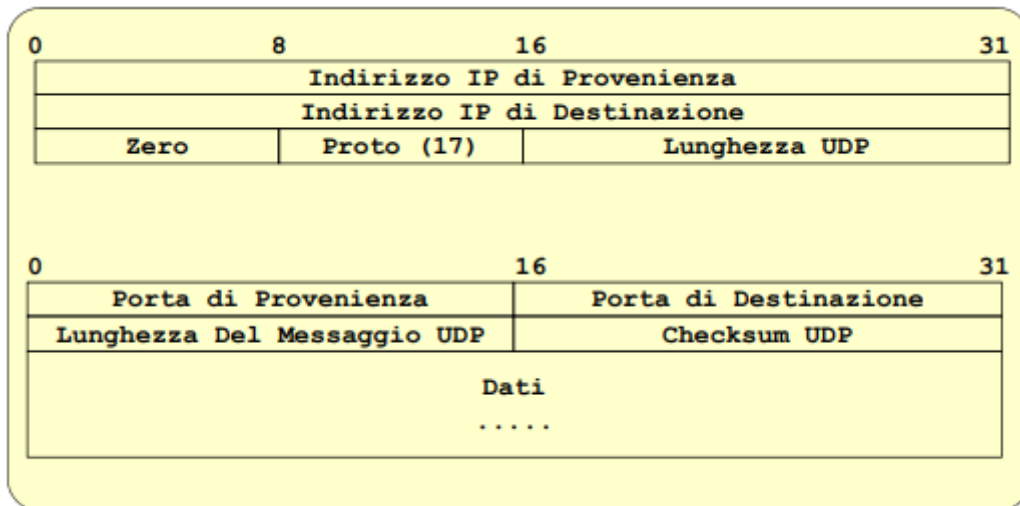 0 8 16 31
Indirizzo IP di Provenienza
Indirizzo IP di Destinazione
Zero Proto (17) Lunghezza UDP
0 16 31
Porta di Provenienza Porta di Destinazione
Lunghezza Del Messaggio UDP Checksum UDP
Dati
.....